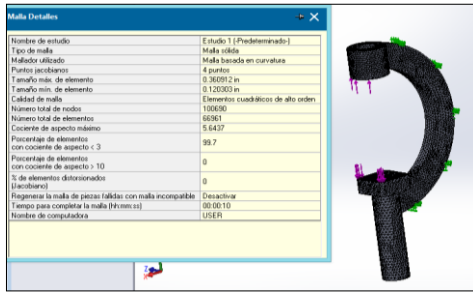 Malla Detalles
Nombre de estudio Estudio 1 (-Predeterminado-)
Tipo de malla Malla sólida
Mallador utilizado Malla basada en curvatura
Puntos jacobianos 4 puntos
Tamaño máx. de elemento 0.360912 in
Tamaño mín. de elemento 0.120303 in
Calidad de malla Elementos cuadráticos de alto orden
Número total de nodos 100690
Número total de elementos 66961
Cociente de aspecto máximo 5.6437
Porcentaje de elementos
con cociente de aspecto < 3 99.7
Porcentaje de elementos
con cociente de aspecto > 10 0
% de elementos distorsionados
(Jacobiano) 0
Regenerar la malla de piezas fallidas con malla incompatible Desactivar
Tiempo para completar la malla (hh:mm:ss) 00:00:10
Nombre de computadora USER